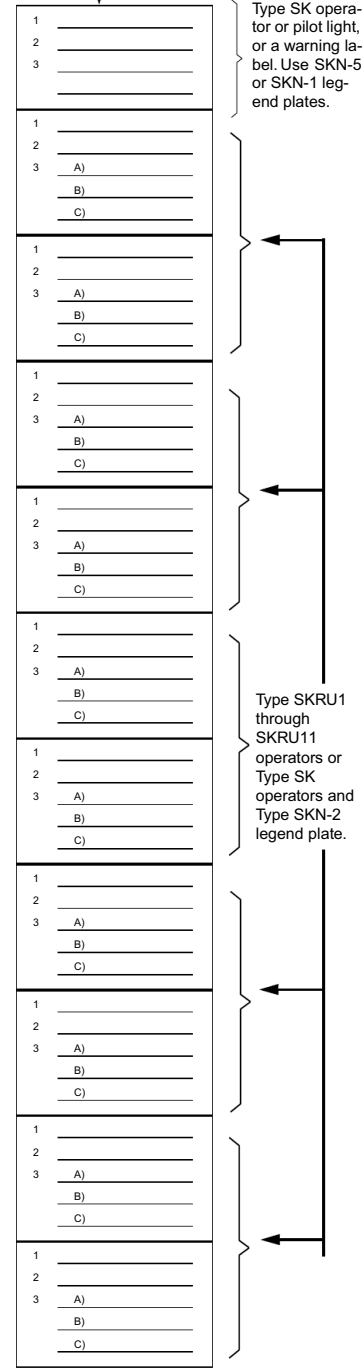 Type SK opera-
tor or pilot light,
or a warning la-
bel. Use SKN-5
or SKN-1 leg-
end plates.
1
2
3
1
2
3 A)
B)
C)
1
2
3 A)
B)
C)
1
2
3 A)
B)
C)
1
2
3 A)
B)
C)
1
2
3 A)
B)
C)
Type SKRU1
through
SKRU11
operators or
Type SK
operators and
Type SKN-2
legend plate.
1
2
3 A)
B)
C)
1
2
3 A)
B)
C)
1
2
3 A)
B)
C)
1
2
3 A)
B)
C)
1
2
3 A)
B)
C)